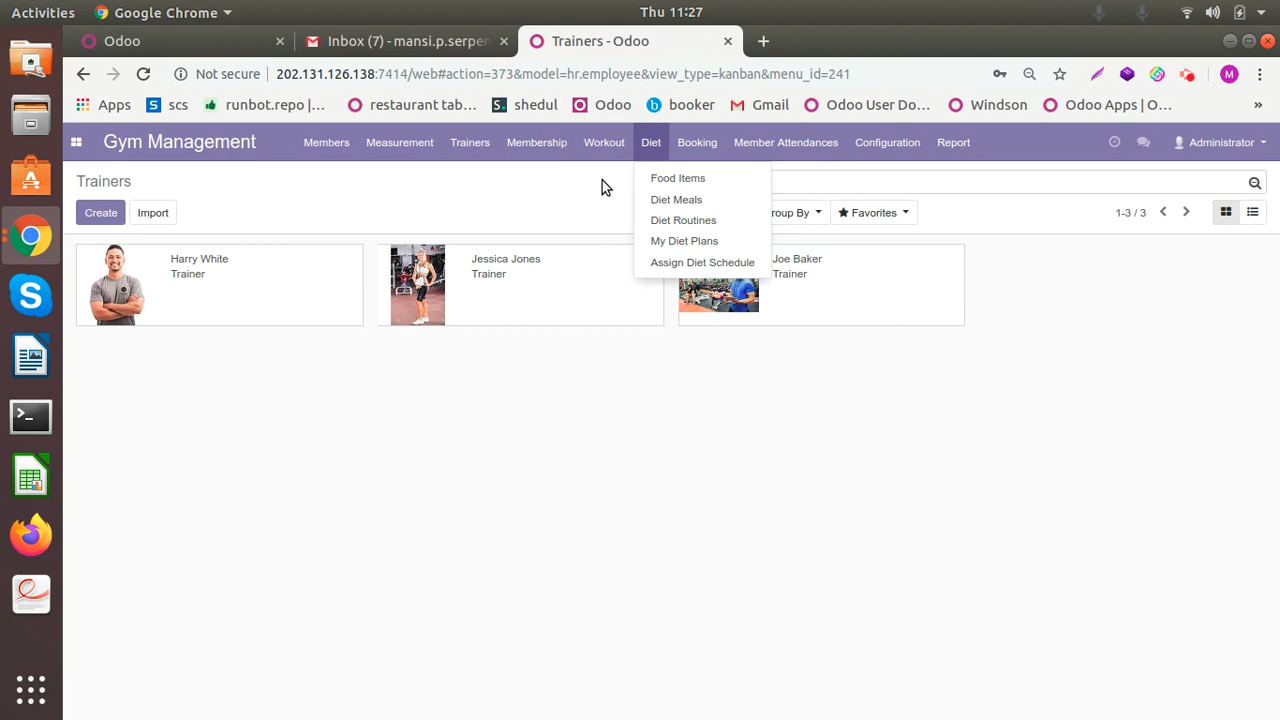 Activities Google Chrome Thu 11:27
Odoo Inbox (7) - mansi.p.serpen Trainers - Odoo
Not secure 202.131.126.138:7414/web#action=373&model=hr.employee&view_type=kanban&menu_id=241 M
Apps S scs runbot.repo |... restaurant tab... S. shedul Odoo b booker Gmail Odoo User Do... Windson Odoo Apps | O... »
Gym Management Members Measurement Trainers Membership Workout Diet Booking Member Attendances Configuration Report Administrator
Trainers
Food Items
Diet Meals
Diet Routines
My Diet Plans
Assign Diet Schedule
Create Import roup By Favorites 1-3 / 3
Harry White
Trainer
Jessica Jones
Trainer
Joe Baker
Trainer